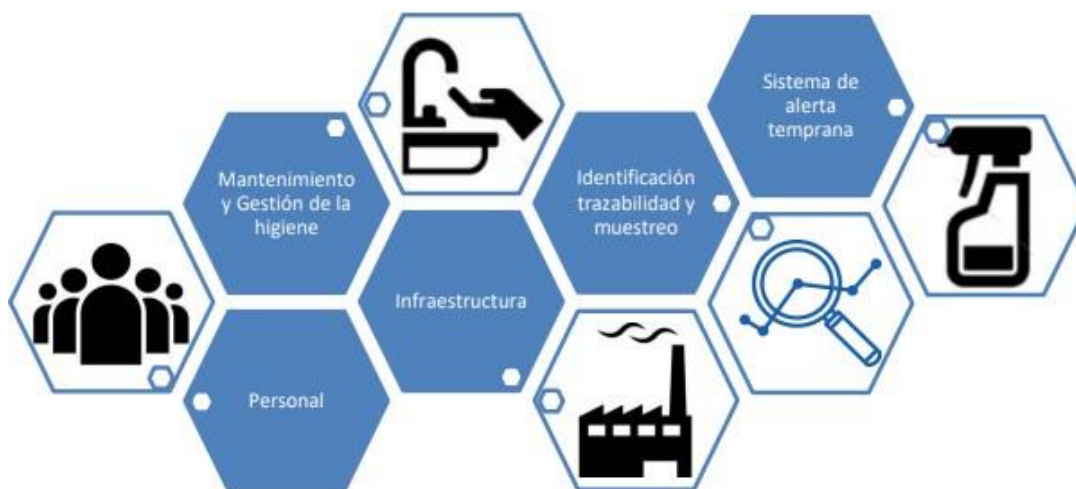 Mantenimiento
y Gestión de la
higiene
Personal
Infraestructura
Identificación
trazabilidad y
muestreo
Sistema de
alerta
temprana